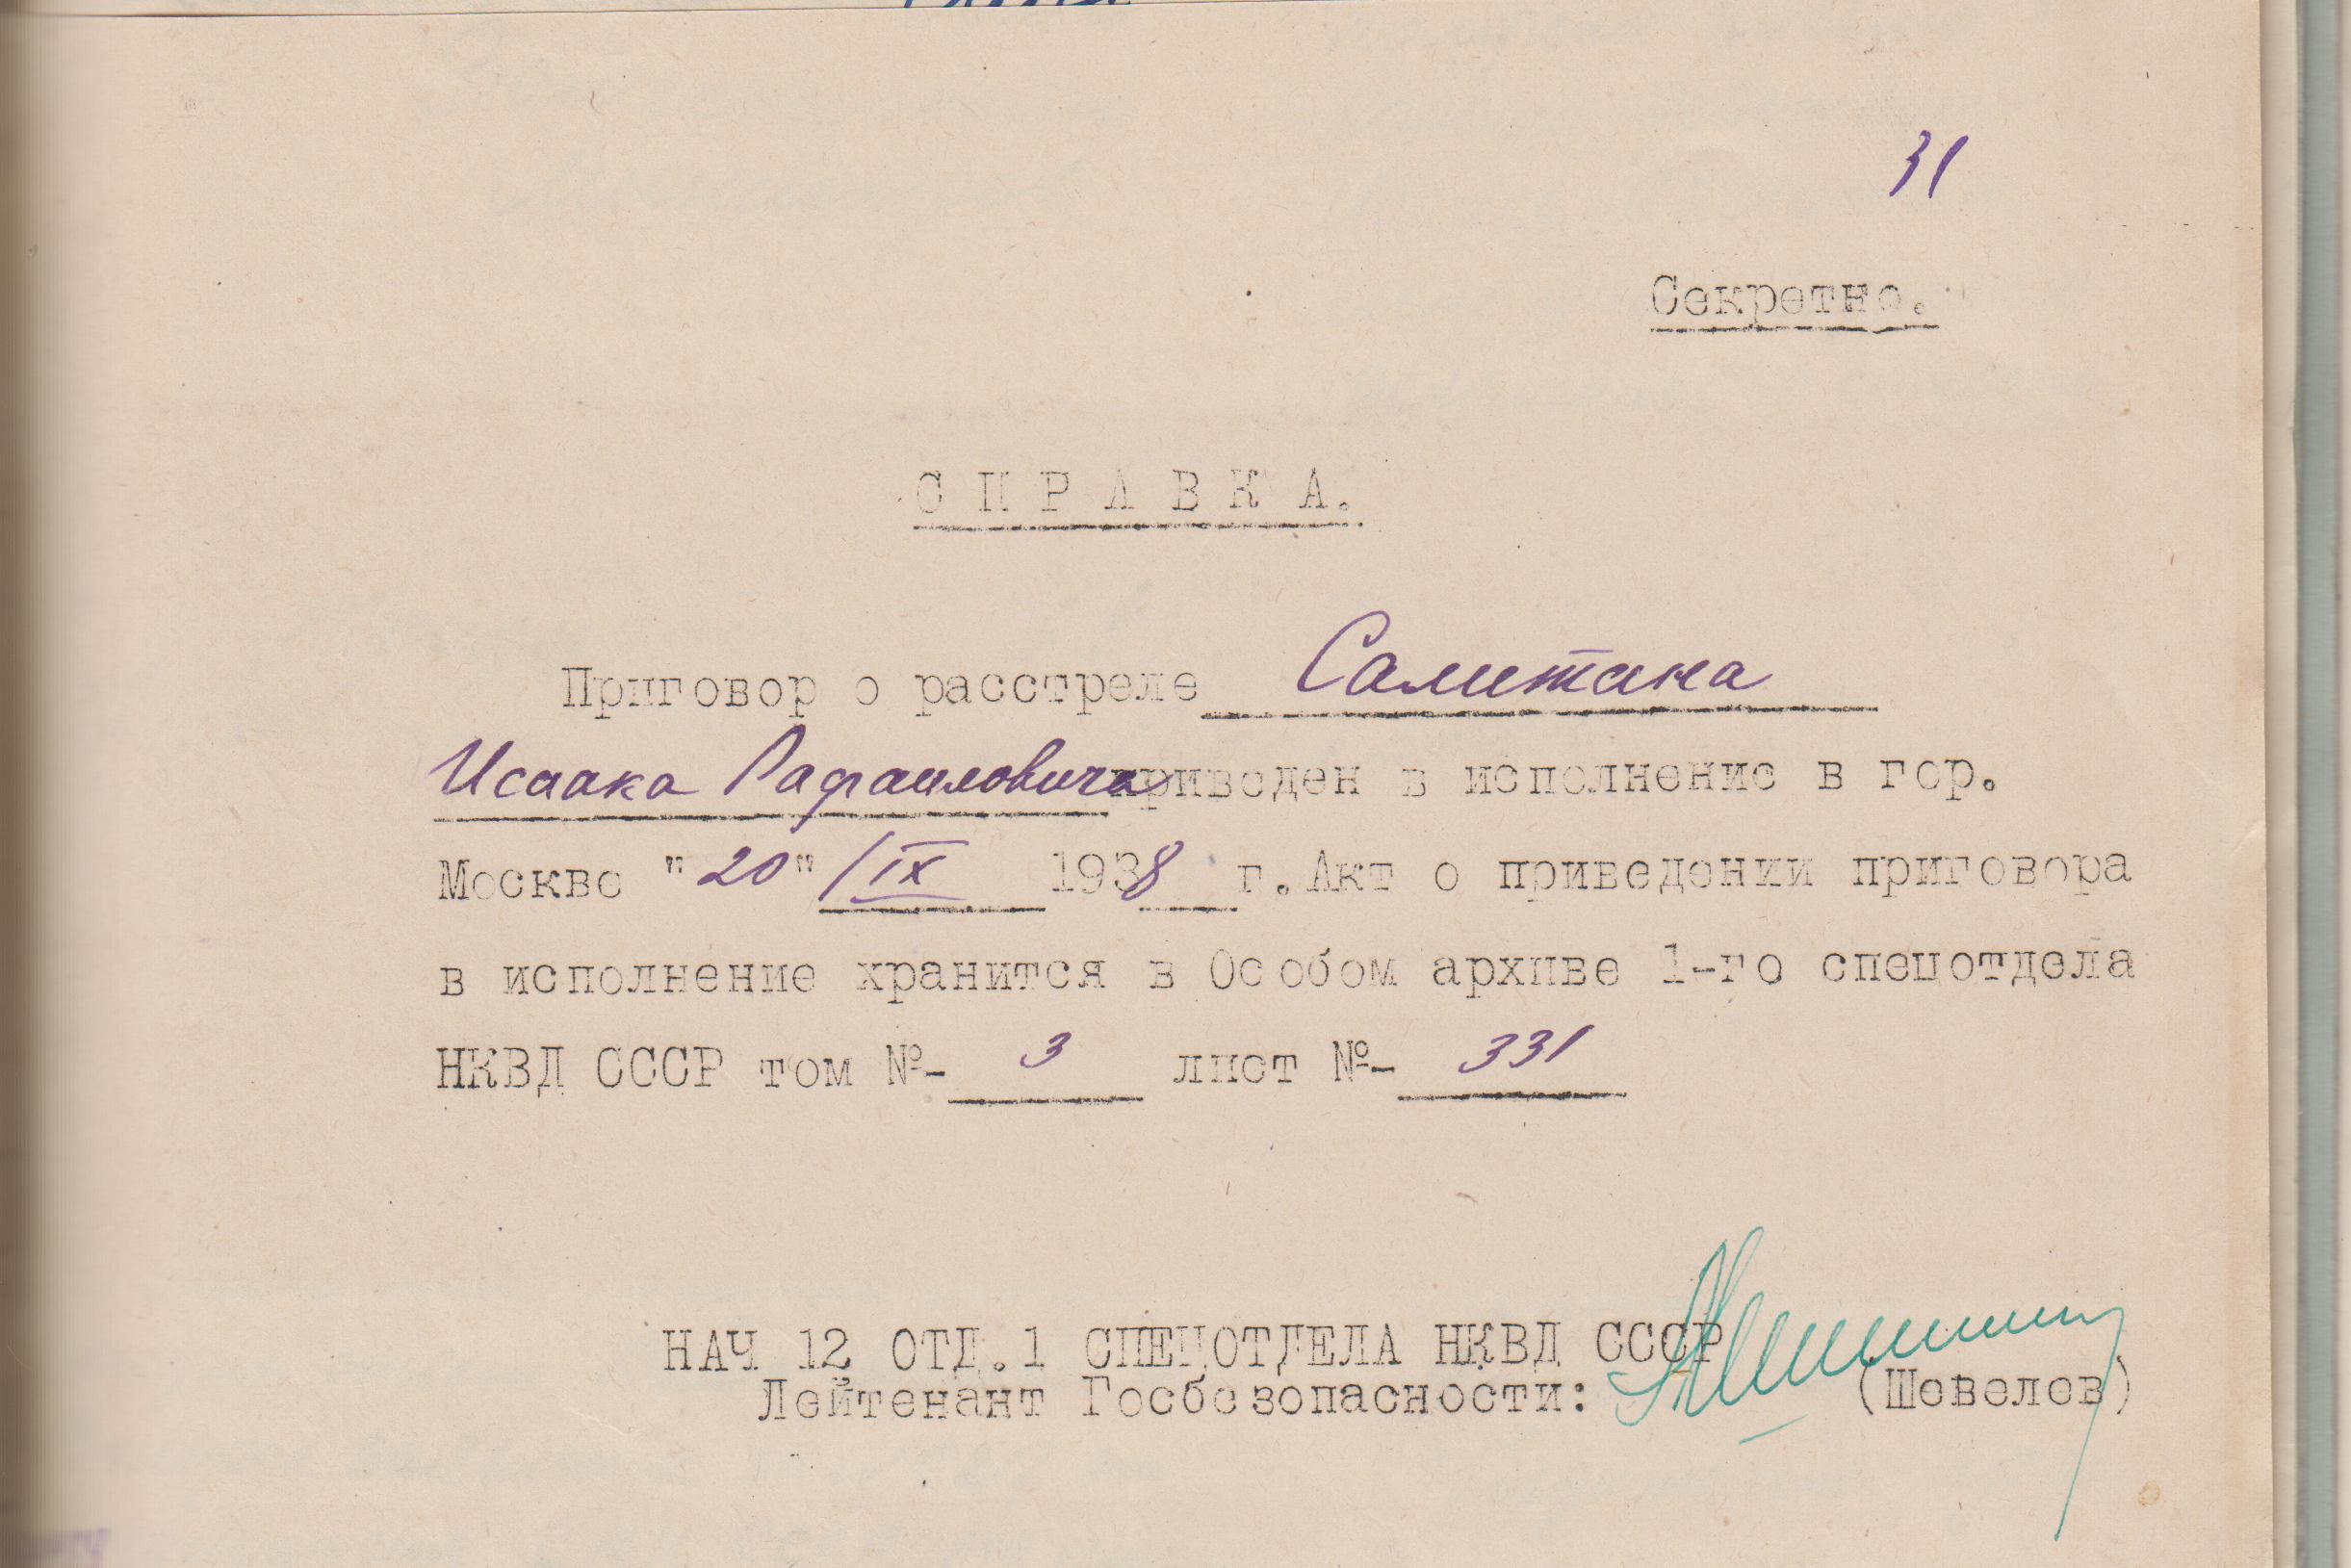 31
Секретно.
СПРАВКА.
Приговор о расстреле Самитана
Исаака Рафаиловича приведен в исполнение в гор.
Москве "20" / IX 1938 г. Акт о приведении приговора
в исполнение хранится в Особом архиве 1-го спецотдела
НКВД СССР том №- 3 лист №- 331
НАЧ 12 ОТД. 1 СПЕЦОТДЕЛА НКВД СССР
Лейтенант Госбезопасности: (Шевелев)